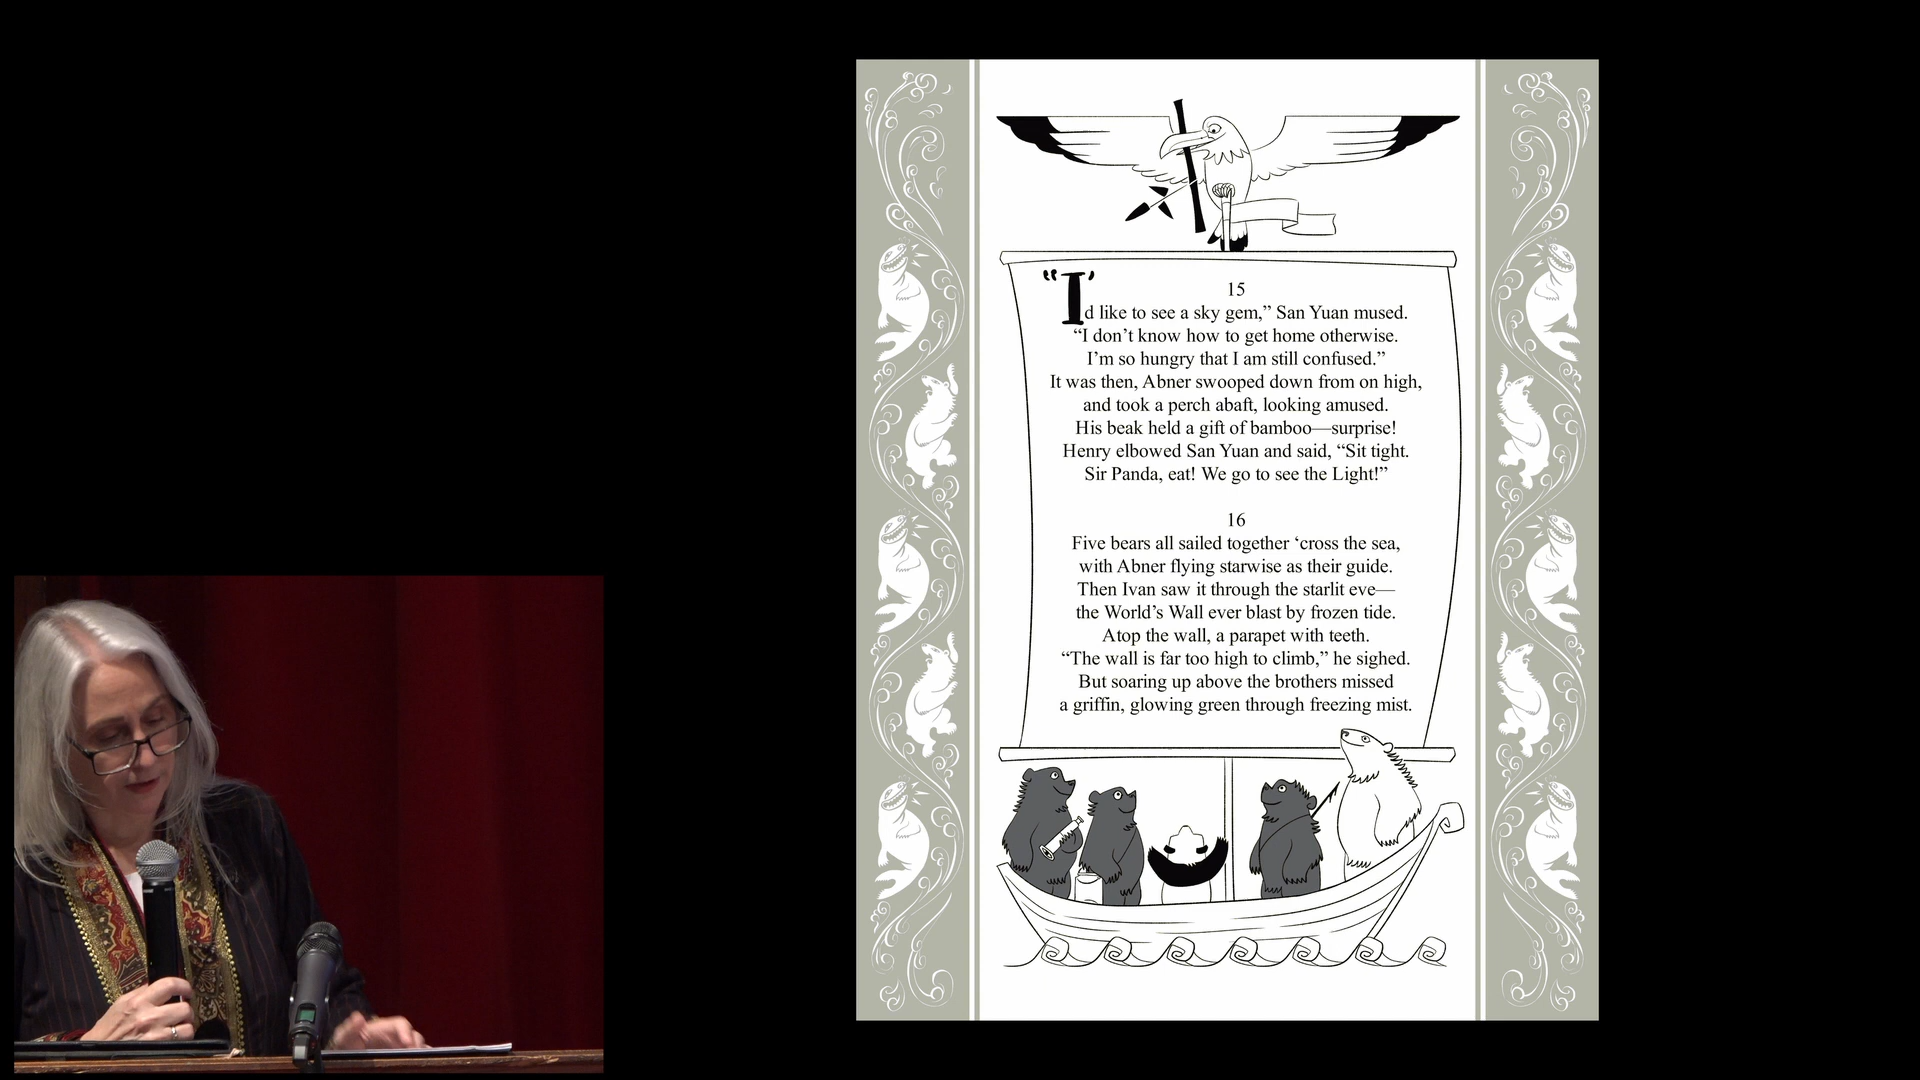 15
“I’d like to see a sky gem,” San Yuan mused.
“I don’t know how to get home otherwise.
I’m so hungry that I am still confused.”
It was then, Abner swooped down from on high,
and took a perch abaft, looking amused.
His beak held a gift of bamboo—surprise!
Henry elbowed San Yuan and said, “Sit tight.
Sir Panda, eat! We go to see the Light!”
16
Five bears all sailed together ‘cross the sea,
with Abner flying starwise as their guide.
Then Ivan saw it through the starlit eve—
the World’s Wall ever blast by frozen tide.
Atop the wall, a parapet with teeth.
“The wall is far too high to climb,” he sighed.
But soaring up above the brothers missed
a griffin, glowing green through freezing mist.